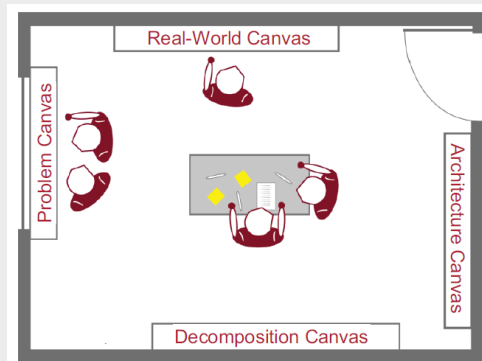 Real-World Canvas
Problem Canvas
Architecture Canvas
Decomposition Canvas